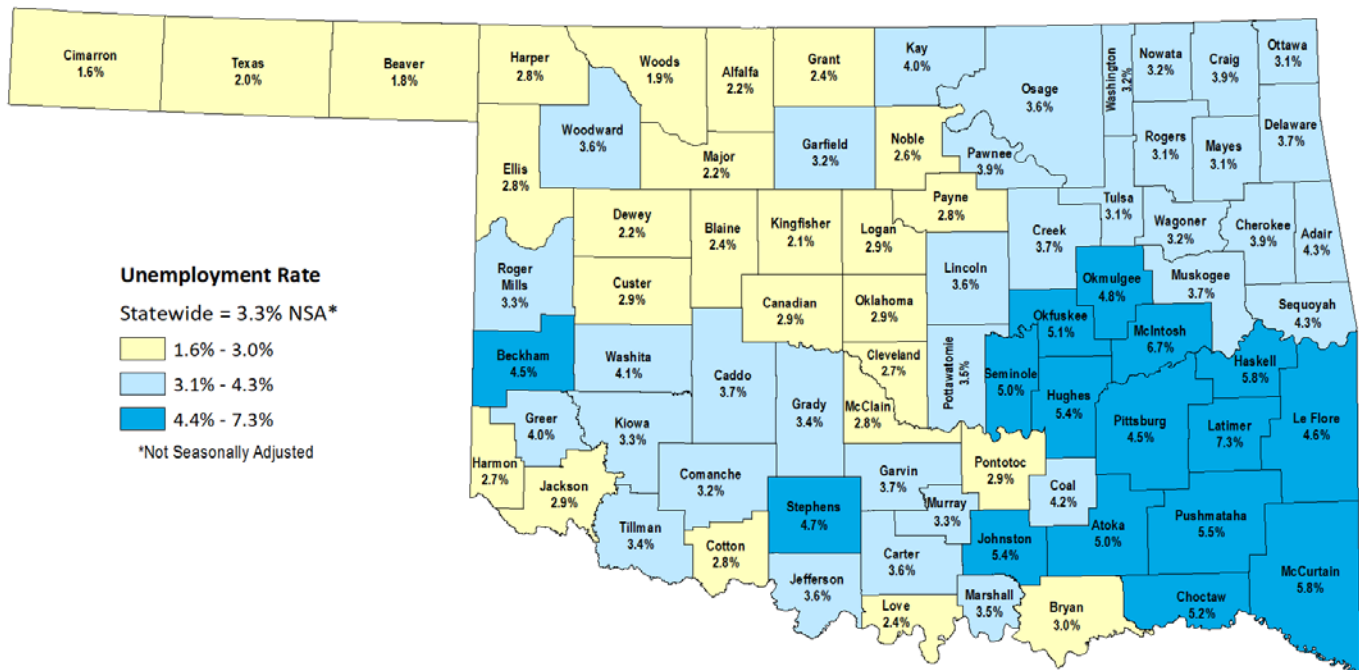 Cimarron
1.6%
Texas
2.0%
Beaver
1.8%
Harper
2.8%
Woods
1.9%
Alfalfa
2.2%
Grant
2.4%
Kay
4.0%
Osage
3.6%
Washington
3.2%
Nowata
3.2%
Craig
3.9%
Ottawa
3.1%
Woodward
3.6%
Ellis
2.8%
Major
2.2%
Garfield
3.2%
Noble
2.6%
Pawnee
3.9%
Rogers
3.1%
Mayes
3.1%
Delaware
3.7%
Dewey
2.2%
Blaine
2.4%
Kingfisher
2.1%
Logan
2.9%
Payne
2.8%
Creek
3.7%
Tulsa
3.1%
Wagoner
3.2%
Cherokee
3.9%
Adair
4.3%
Roger
Mills
3.3%
Custer
2.9%
Canadian
2.9%
Oklahoma
2.9%
Lincoln
3.6%
Okmulgee
4.8%
Muskogee
3.7%
Sequoyah
4.3%
Unemployment Rate
Statewide = 3.3% NSA*
1.6% - 3.0%
3.1% - 4.3%
4.4% - 7.3%
*Not Seasonally Adjusted
Beckham
4.5%
Washita
4.1%
Caddo
3.7%
Grady
3.4%
Cleveland
2.7%
McClain
2.8%
Pottawatomie
3.5%
Seminole
5.0%
Okfuskee
5.1%
McIntosh
6.7%
Haskell
5.8%
Hughes
5.4%
Pittsburg
4.5%
Latimer
7.3%
Le Flore
4.6%
Greer
4.0%
Kiowa
3.3%
Harmon
2.7%
Jackson
2.9%
Comanche
3.2%
Stephens
4.7%
Garvin
3.7%
Murray
3.3%
Pontotoc
2.9%
Coal
4.2%
Tillman
3.4%
Cotton
2.8%
Jefferson
3.6%
Carter
3.6%
Johnston
5.4%
Atoka
5.0%
Pushmataha
5.5%
McCurtain
5.8%
Love
2.4%
Marshall
3.5%
Bryan
3.0%
Choctaw
5.2%